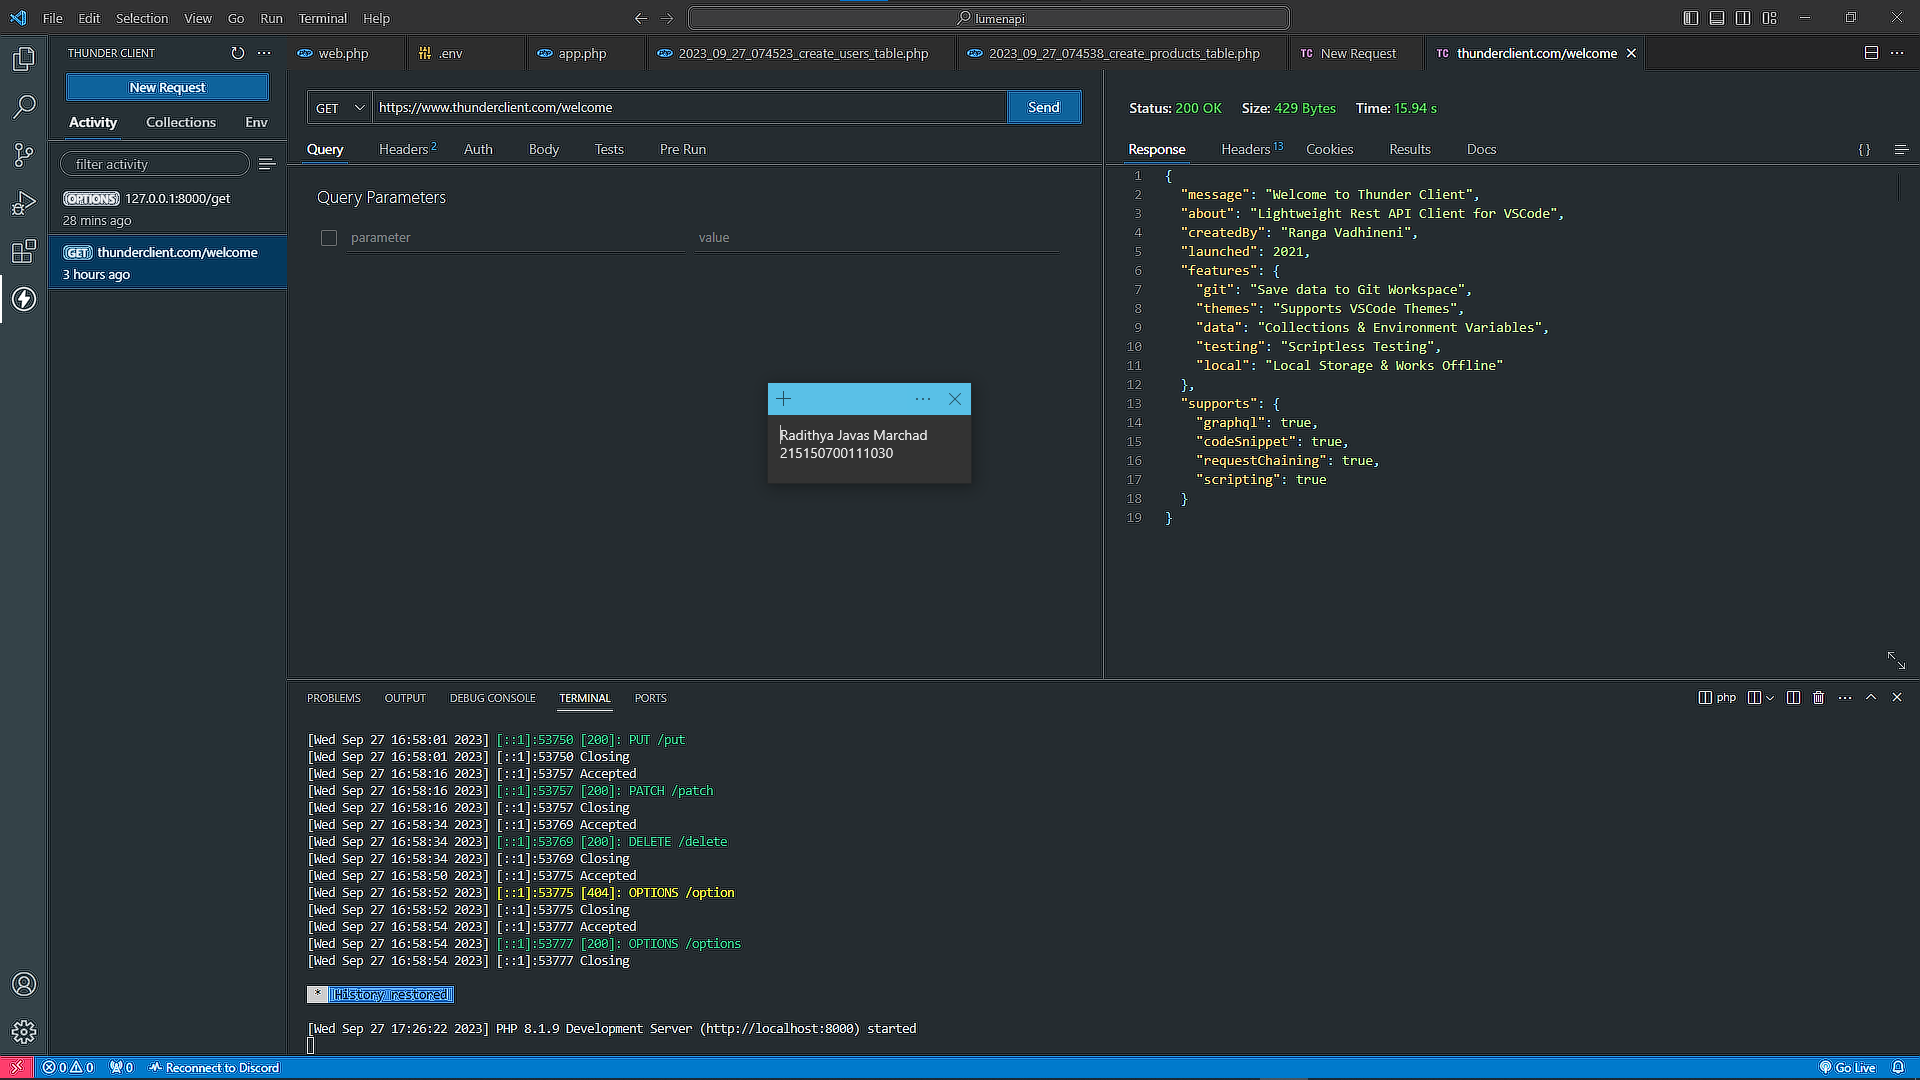 File Edit Selection View Go Run Terminal Help
lumenapi
THUNDER CLIENT
web.php
.env
app.php
2023_09_27_074523_create_users_table.php
2023_09_27_074538_create_products_table.php
TC New Request
TC thunderclient.com/welcome
New Request
Activity Collections Env
filter activity
OPTIONS 127.0.0.1:8000/get
28 mins ago
GET thunderclient.com/welcome
3 hours ago
GET https://www.thunderclient.com/welcome Send
Query Headers 2 Auth Body Tests Pre Run
Query Parameters
parameter value
Radithya Javas Marchad
215150700111030
Status: 200 OK Size: 429 Bytes Time: 15.94 s
Response Headers 13 Cookies Results Docs {}
1 {
2 "message": "Welcome to Thunder Client",
3 "about": "Lightweight Rest API Client for VSCode",
4 "createdBy": "Ranga Vadhineni",
5 "launched": 2021,
6 "features": {
7 "git": "Save data to Git Workspace",
8 "themes": "Supports VSCode Themes",
9 "data": "Collections & Environment Variables",
10 "testing": "Scriptless Testing",
11 "local": "Local Storage & Works Offline"
12 },
13 "supports": {
14 "graphql": true,
15 "codeSnippet": true,
16 "requestChaining": true,
17 "scripting": true
18 }
19 }
PROBLEMS OUTPUT DEBUG CONSOLE TERMINAL PORTS
php
[Wed Sep 27 16:58:01 2023] [::1]:53750 [200]: PUT /put
[Wed Sep 27 16:58:01 2023] [::1]:53750 Closing
[Wed Sep 27 16:58:16 2023] [::1]:53757 Accepted
[Wed Sep 27 16:58:16 2023] [::1]:53757 [200]: PATCH /patch
[Wed Sep 27 16:58:16 2023] [::1]:53757 Closing
[Wed Sep 27 16:58:34 2023] [::1]:53769 Accepted
[Wed Sep 27 16:58:34 2023] [::1]:53769 [200]: DELETE /delete
[Wed Sep 27 16:58:34 2023] [::1]:53769 Closing
[Wed Sep 27 16:58:50 2023] [::1]:53775 Accepted
[Wed Sep 27 16:58:52 2023] [::1]:53775 [404]: OPTIONS /option
[Wed Sep 27 16:58:52 2023] [::1]:53775 Closing
[Wed Sep 27 16:58:54 2023] [::1]:53777 Accepted
[Wed Sep 27 16:58:54 2023] [::1]:53777 [200]: OPTIONS /options
[Wed Sep 27 16:58:54 2023] [::1]:53777 Closing
* History restored
[Wed Sep 27 17:26:22 2023] PHP 8.1.9 Development Server (http://localhost:8000) started
0 0 0 Reconnect to Discord
Go Live